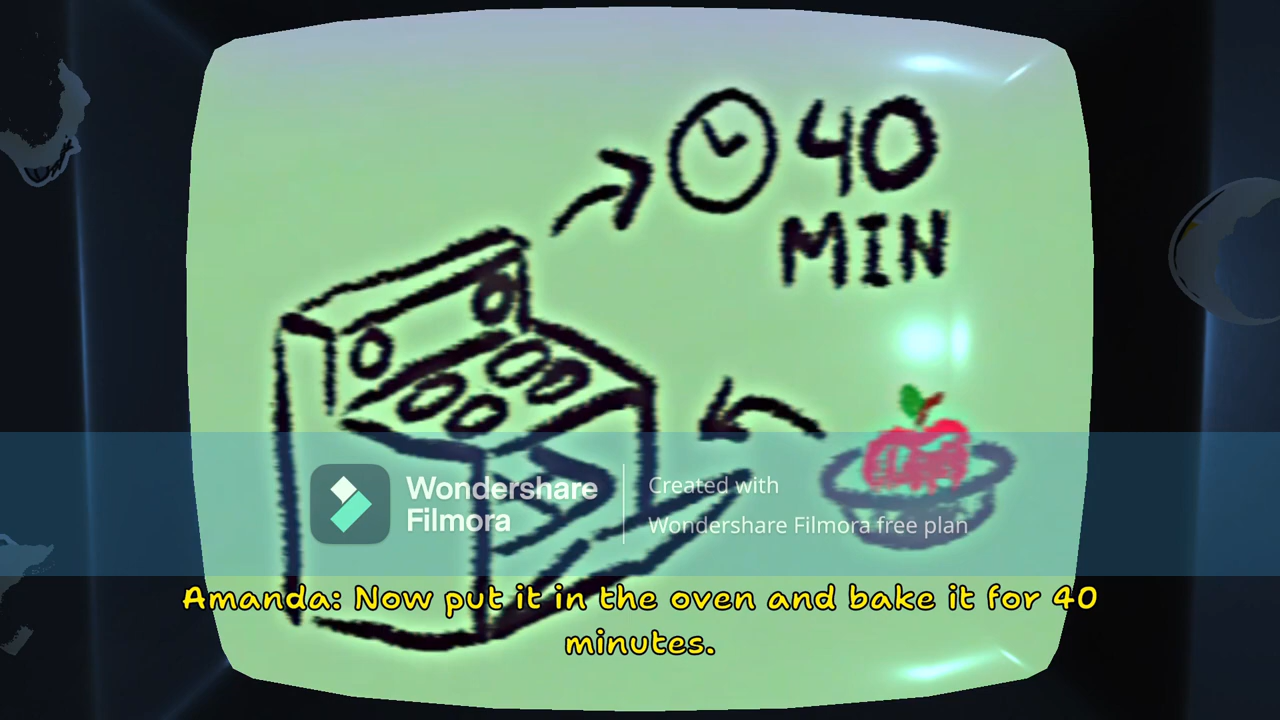 40
MIN
Wondershare
Filmora
Created with
Wondershare Filmora free plan
Amanda: Now put it in the oven and bake it for 40
minutes.